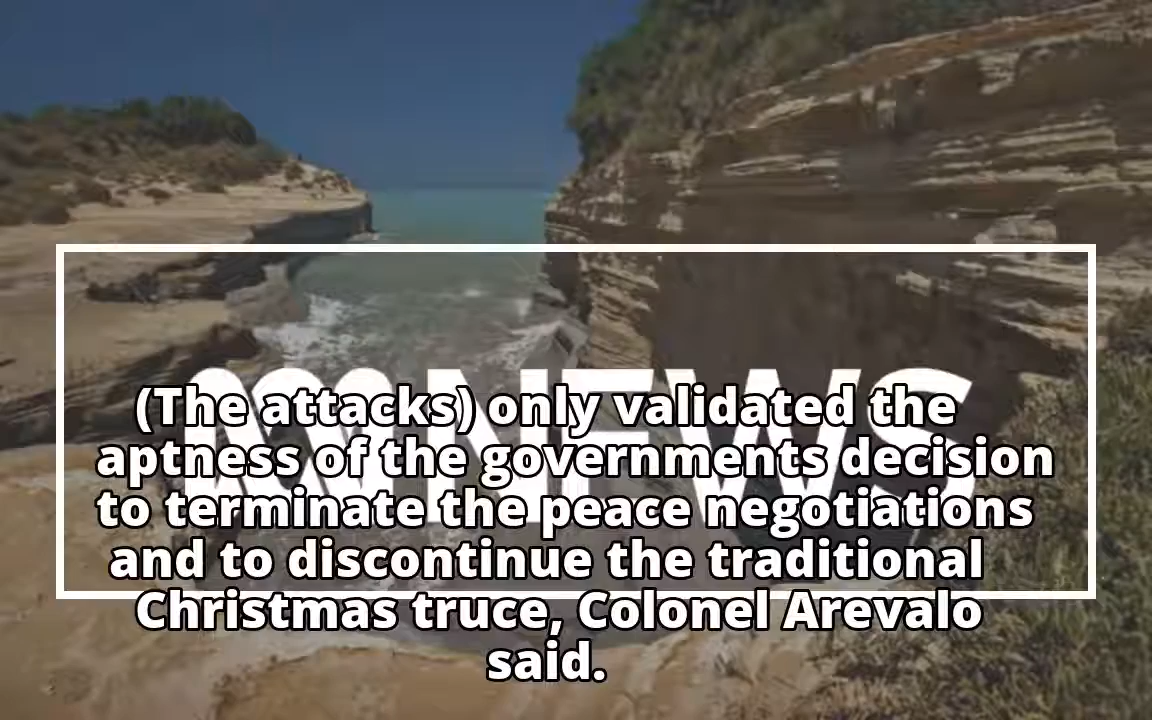 NEWS
(The attacks) only validated the
aptness of the governments decision
to terminate the peace negotiations
and to discontinue the traditional
Christmas truce, Colonel Arevalo
said.